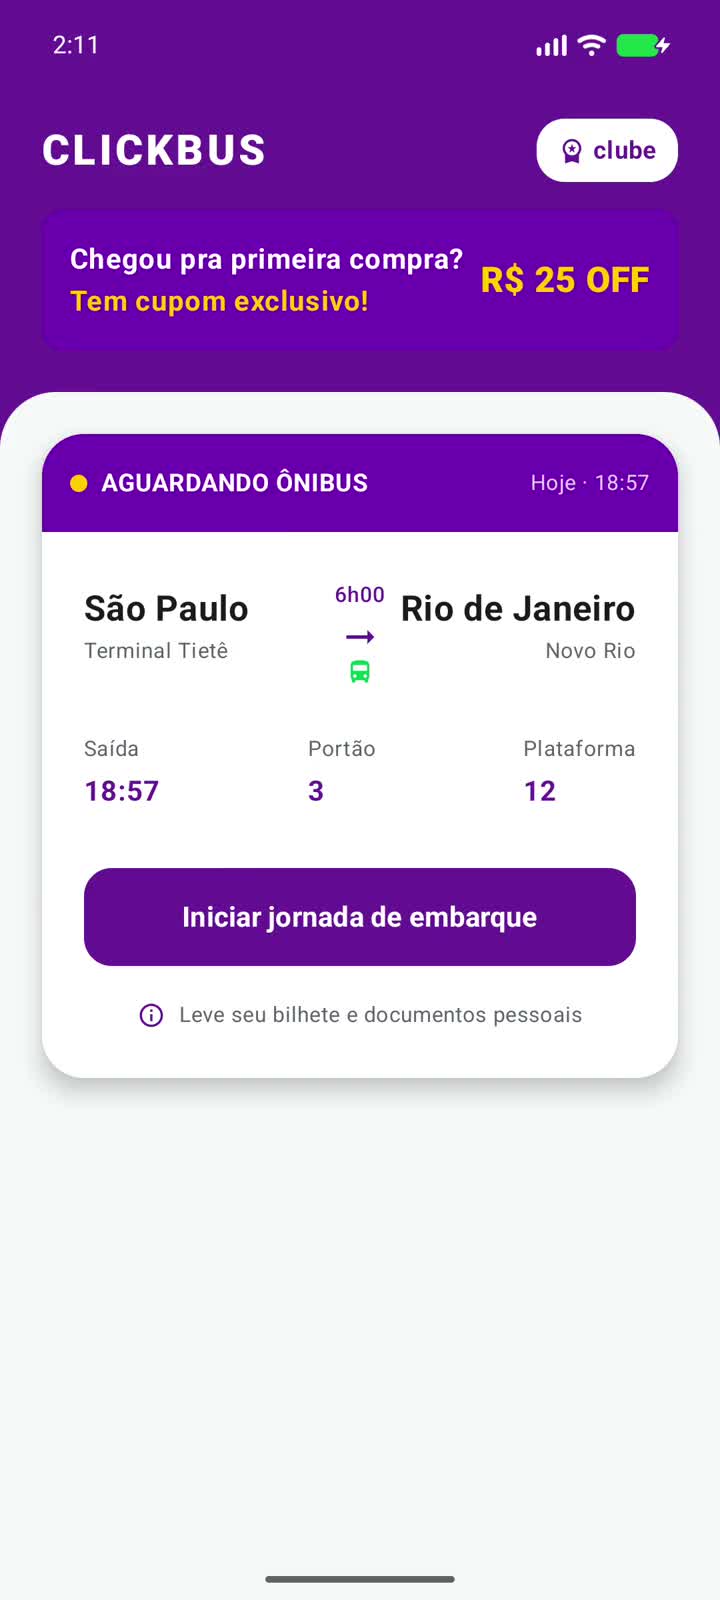 2:11
CLICKBUS
clube
Chegou pra primeira compra?
Tem cupom exclusivo!
R$ 25 OFF
AGUARDANDO ÔNIBUS
Hoje · 18:57
São Paulo
Terminal Tietê
6h00
Rio de Janeiro
Novo Rio
Saída
18:57
Portão
3
Plataforma
12
Iniciar jornada de embarque
Leve seu bilhete e documentos pessoais